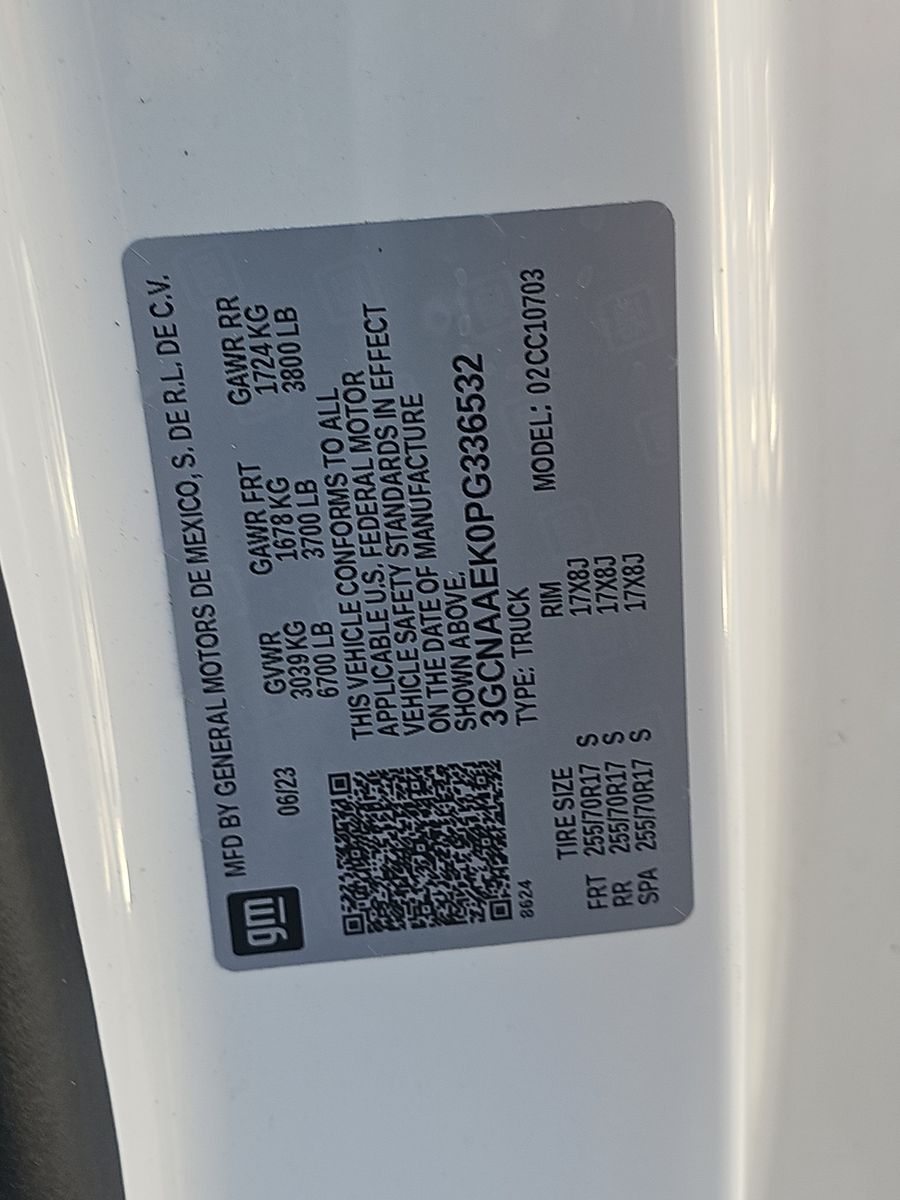 gm
MFD BY GENERAL MOTORS DE MEXICO, S. DE R.L. DE C.V.
06/23
GVWR GAWR FRT GAWR RR
3039 KG 1678 KG 1724 KG
6700 LB 3700 LB 3800 LB
THIS VEHICLE CONFORMS TO ALL
APPLICABLE U.S. FEDERAL MOTOR
VEHICLE SAFETY STANDARDS IN EFFECT
ON THE DATE OF MANUFACTURE
SHOWN ABOVE.
3GCNAAEK0PG336532
8624
TYPE: TRUCK MODEL: 02CC10703
TIRE SIZE RIM
FRT 255/70R17 S 17X8J
RR 255/70R17 S 17X8J
SPA 255/70R17 S 17X8J